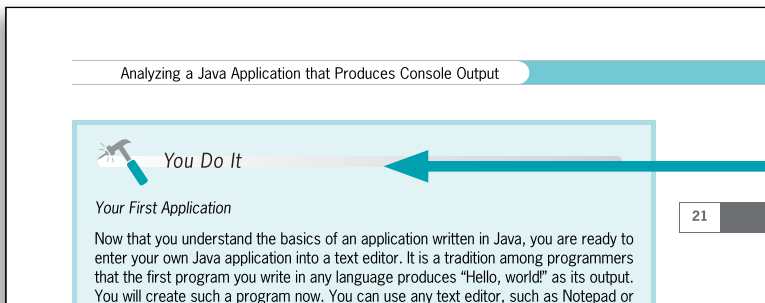 Analyzing a Java Application that Produces Console Output
You Do It
Your First Application
21
Now that you understand the basics of an application written in Java, you are ready to
enter your own Java application into a text editor. It is a tradition among programmers
that the first program you write in any language produces “Hello, world!” as its output.
You will create such a program now. You can use any text editor, such as Notepad or